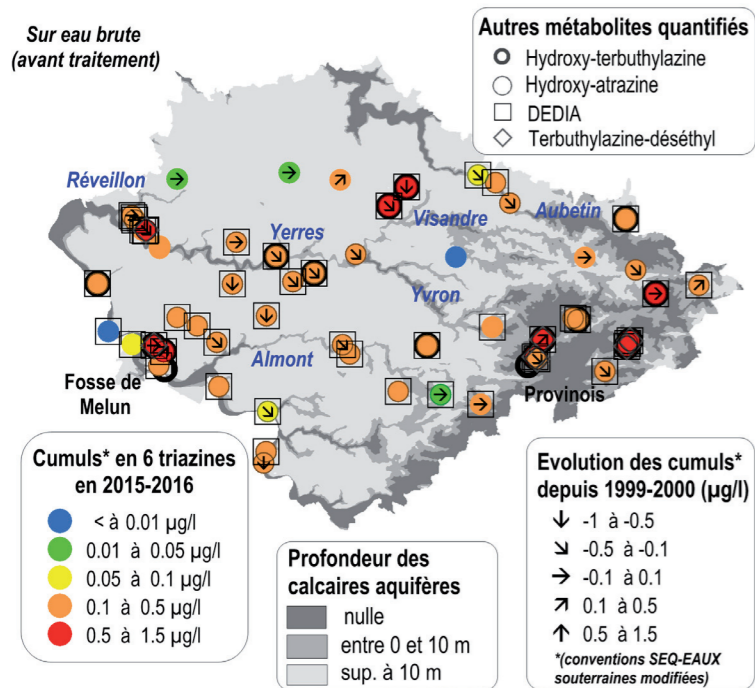 Sur eau brute
(avant traitement)
Autres métabolites quantifiés
Hydroxy-terbuthylazine
Hydroxy-atrazine
DEDIA
Terbuthylazine-déséthyl
Réveillon
Yerres
Visandre
Aubetin
Yvron
Almont
Fosse de
Melun
Provinois
Cumuls* en 6 triazines
en 2015-2016
< à 0.01 µg/l
0.01 à 0.05 µg/l
0.05 à 0.1 µg/l
0.1 à 0.5 µg/l
0.5 à 1.5 µg/l
Profondeur des
calcaires aquifères
nulle
entre 0 et 10 m
sup. à 10 m
Evolution des cumuls*
depuis 1999-2000 (µg/l)
-1 à -0.5
-0.5 à -0.1
-0.1 à 0.1
0.1 à 0.5
0.5 à 1.5
*(conventions SEQ-EAUX
souterraines modifiées)